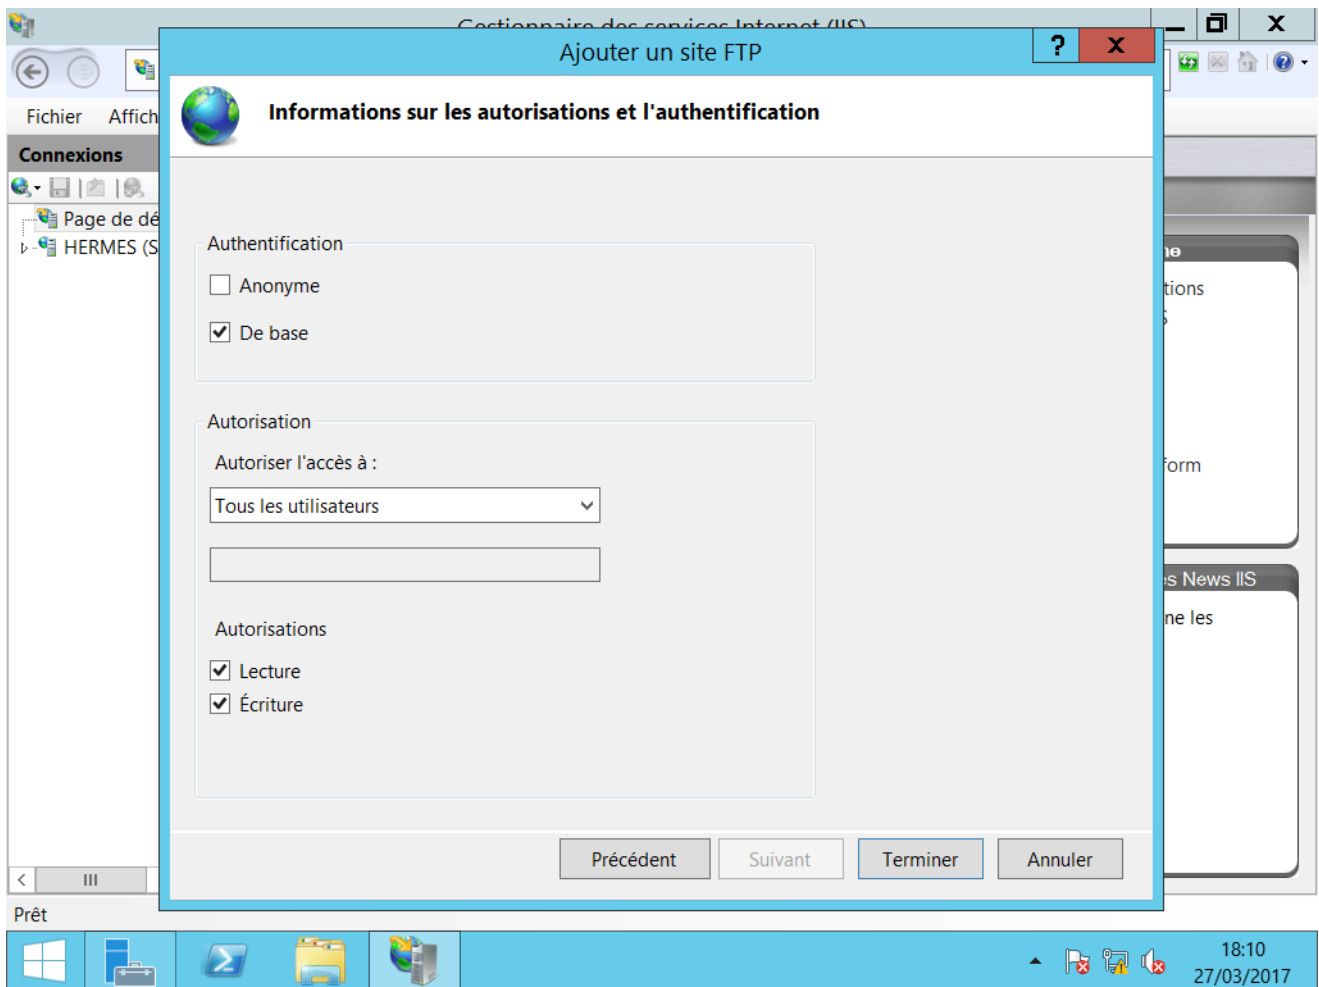 Gestionnaire des services Internet (IIS)
Ajouter un site FTP
?
X
X
Fichier
Affich
Informations sur les autorisations et l'authentification
Connexions
Page de dé
HERMES (S
Authentification
Anonyme
De base
tions
Autorisation
Autoriser l'accès à :
form
Tous les utilisateurs
es News IIS
ne les
Autorisations
Lecture
Écriture
Précédent
Suivant
Terminer
Annuler
Prêt
18:10
27/03/2017